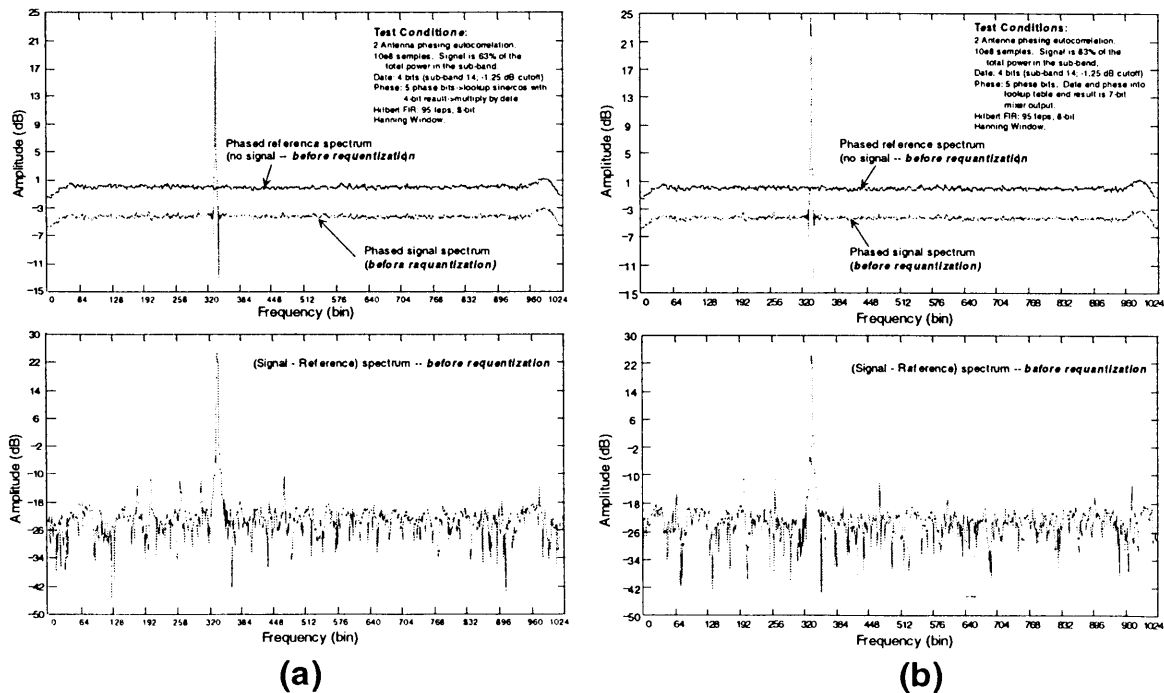 25
21
17
13
9
5
1
-3
-7
-11
-15
Amplitude (dB)
Test Conditions:
2 Antenna phasing autocorrelation.
10e8 samples. Signal is 63% of the
total power in the sub-band.
Date: 4 bits (sub-band 14; -1.25 dB cutoff)
Phase: 5 phase bits->lookup sine/cos with
4-bit result->multiply by date
Hilbert FIR: 95 taps, 8-bit
Hanning Window.
Phased reference spectrum
(no signal -- before requentization)
Phased signal spectrum
(before raquantization)
0 64 128 192 256 320 384 448 512 576 640 704 768 832 896 960 1024
Frequency (bin)
25
21
17
13
9
5
1
-3
-7
-11
-15
Amplitude (dB)
Test Conditions:
2 Antenna phasing autocorrelation.
10e8 samples. Signal is 63% of the
total power in the sub-band.
Date: 4 bits (sub-band 14; -1.25 dB cutoff)
Phase: 5 phase bits. Date end phase into
lookup table end result is 7-bit
mixer output.
Hilbert FIR: 95 taps, 8-bit
Hanning Window.
Phased reference spectrum
(no signal -- before requentization)
Phased signal spectrum
(before requentization)
0 64 128 192 256 320 384 448 512 576 640 704 768 832 896 960 1024
Frequency (bin)
30
22
14
6
-2
-10
-18
-26
-34
-42
-50
Amplitude (dB)
(Signal - Reference) spectrum -- before requentization
0 64 128 192 256 320 384 448 512 576 640 704 768 832 896 960 1024
Frequency (bin)
(a)
30
22
14
6
-2
-10
-18
-26
-34
-42
-50
Amplitude (dB)
(Signal - Raference) spectrum -- before requantization
0 64 128 192 256 320 384 448 512 576 640 704 768 832 896 960 1024
Frequency (bin)
(b)